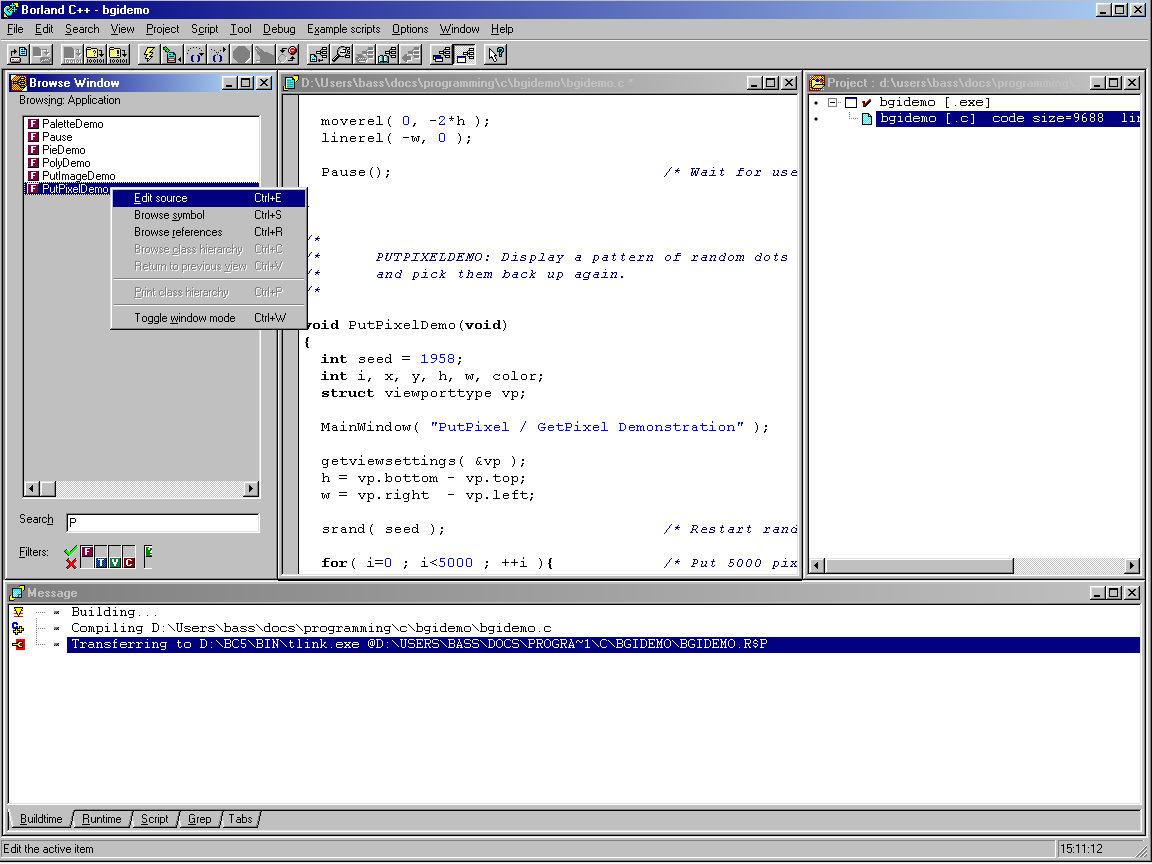 Borland C++ - bgidemo
File Edit Search View Project Script Tool Debug Example scripts Options Window Help
Browse Window
Browsing: Application
PaletteDemo
Pause
PieDemo
PolyDemo
PutImageDemo
PutPixelDemo
Edit source Ctrl+E
Browse symbol Ctrl+S
Browse references Ctrl+R
Browse class hierarchy Ctrl+C
Return to previous view Ctrl+V
Print class hierarchy Ctrl+P
Toggle window mode Ctrl+W
Search P
Filters: F T V C ?
D:\Users\bass\docs\programming\c\bgidemo\bgidemo.c *
moverel( 0, -2*h );
linerel( -w, 0 );
Pause(); /* Wait for use
/*
/* PUTPIXELDEMO: Display a pattern of random dots
/* and pick them back up again.
/*
void PutPixelDemo(void)
{
int seed = 1958;
int i, x, y, h, w, color;
struct viewporttype vp;
MainWindow( "PutPixel / GetPixel Demonstration" );
getviewsettings( &vp );
h = vp.bottom - vp.top;
w = vp.right - vp.left;
srand( seed ); /* Restart rand
for( i=0 ; i<5000 ; ++i ){ /* Put 5000 pix
Project : d:\users\bass\docs\programming
bgidemo [.exe]
bgidemo [.c] code size=9688 lin
Message
Building...
Compiling D:\Users\bass\docs\programming\c\bgidemo\bgidemo.c
Transferring to D:\BC5\BIN\tlink.exe @D:\USERS\BASS\DOCS\PROGRA~1\C\BGIDEMO\BGIDEMO.R$P
Buildtime Runtime Script Grep Tabs
Edit the active item 15:11:12